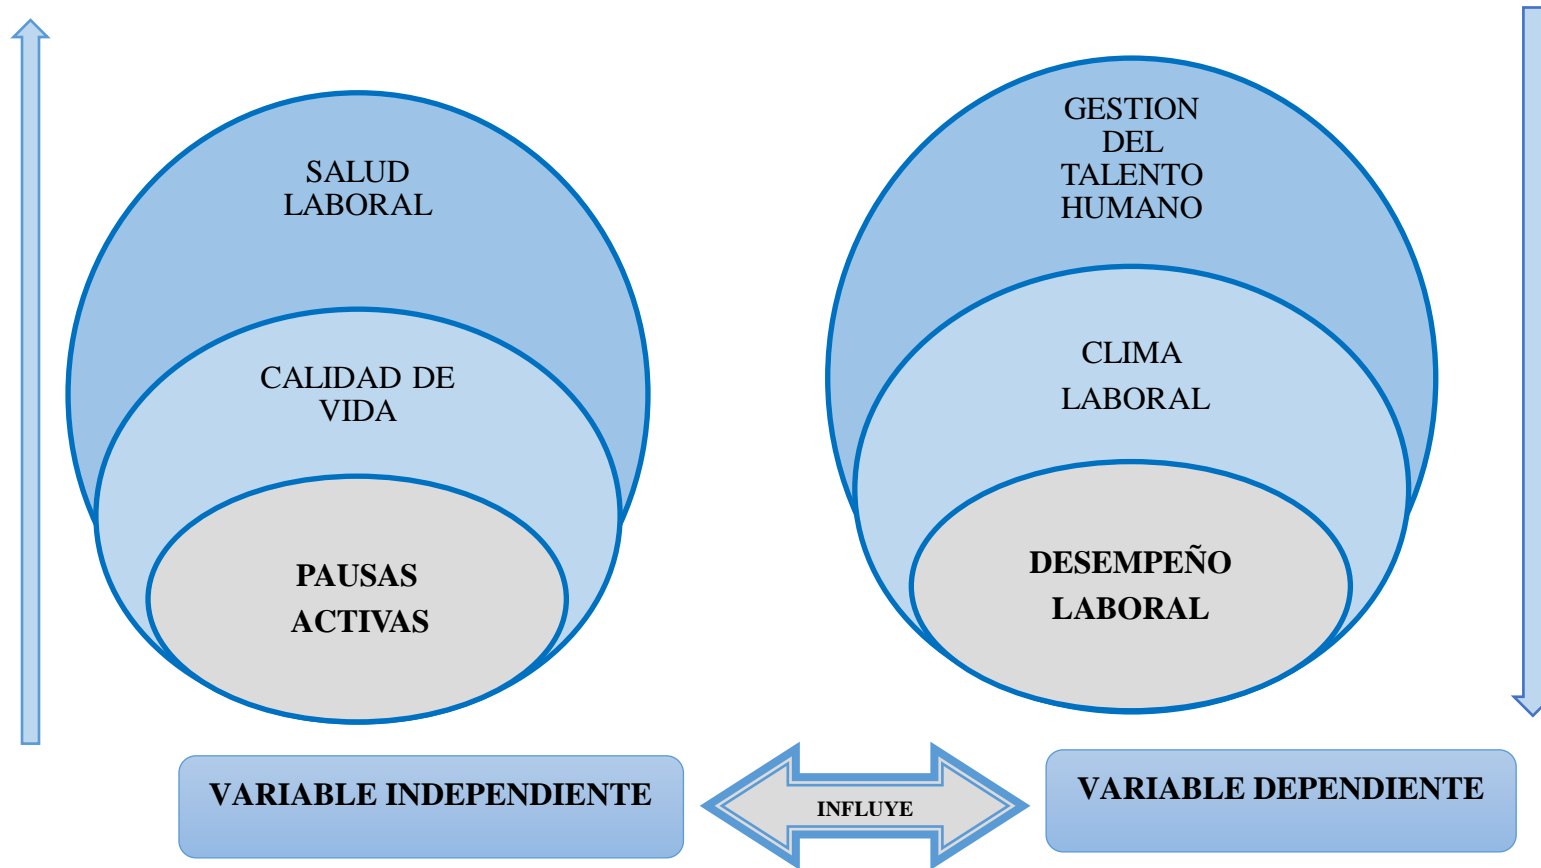 SALUD
LABORAL
CALIDAD DE
VIDA
PAUSAS
ACTIVAS
VARIABLE INDEPENDIENTE
INFLUYE
GESTION
DEL
TALENTO
HUMANO
CLIMA
LABORAL
DESEMPEÑO
LABORAL
VARIABLE DEPENDIENTE